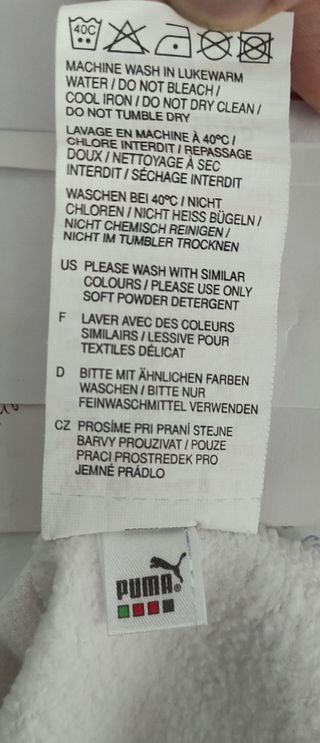 40C
MACHINE WASH IN LUKEWARM
WATER / DO NOT BLEACH /
COOL IRON / DO NOT DRY CLEAN /
DO NOT TUMBLE DRY
LAVAGE EN MACHINE À 40°C /
CHLORE INTERDIT / REPASSAGE
DOUX / NETTOYAGE À SEC
INTERDIT / SÉCHAGE INTERDIT
WASCHEN BEI 40°C / NICHT
CHLOREN / NICHT HEISS BÜGELN /
NICHT CHEMISCH REINIGEN /
NICHT IM TUMBLER TROCKNEN
US PLEASE WASH WITH SIMILAR
COLOURS / PLEASE USE ONLY
SOFT POWDER DETERGENT
F LAVER AVEC DES COLEURS
SIMILAIRS / LESSIVE POUR
TEXTILES DÉLICAT
D BITTE MIT ÄHNLICHEN FARBEN
WASCHEN / BITTE NUR
FEINWASCHMITTEL VERWENDEN
CZ PROSÍME PRI PRANÍ STEJNE
BARVY PROUZIVAT / POUZE
PRACI PROSTREDEK PRO
JEMNÉ PRÁDLO
PUMA®